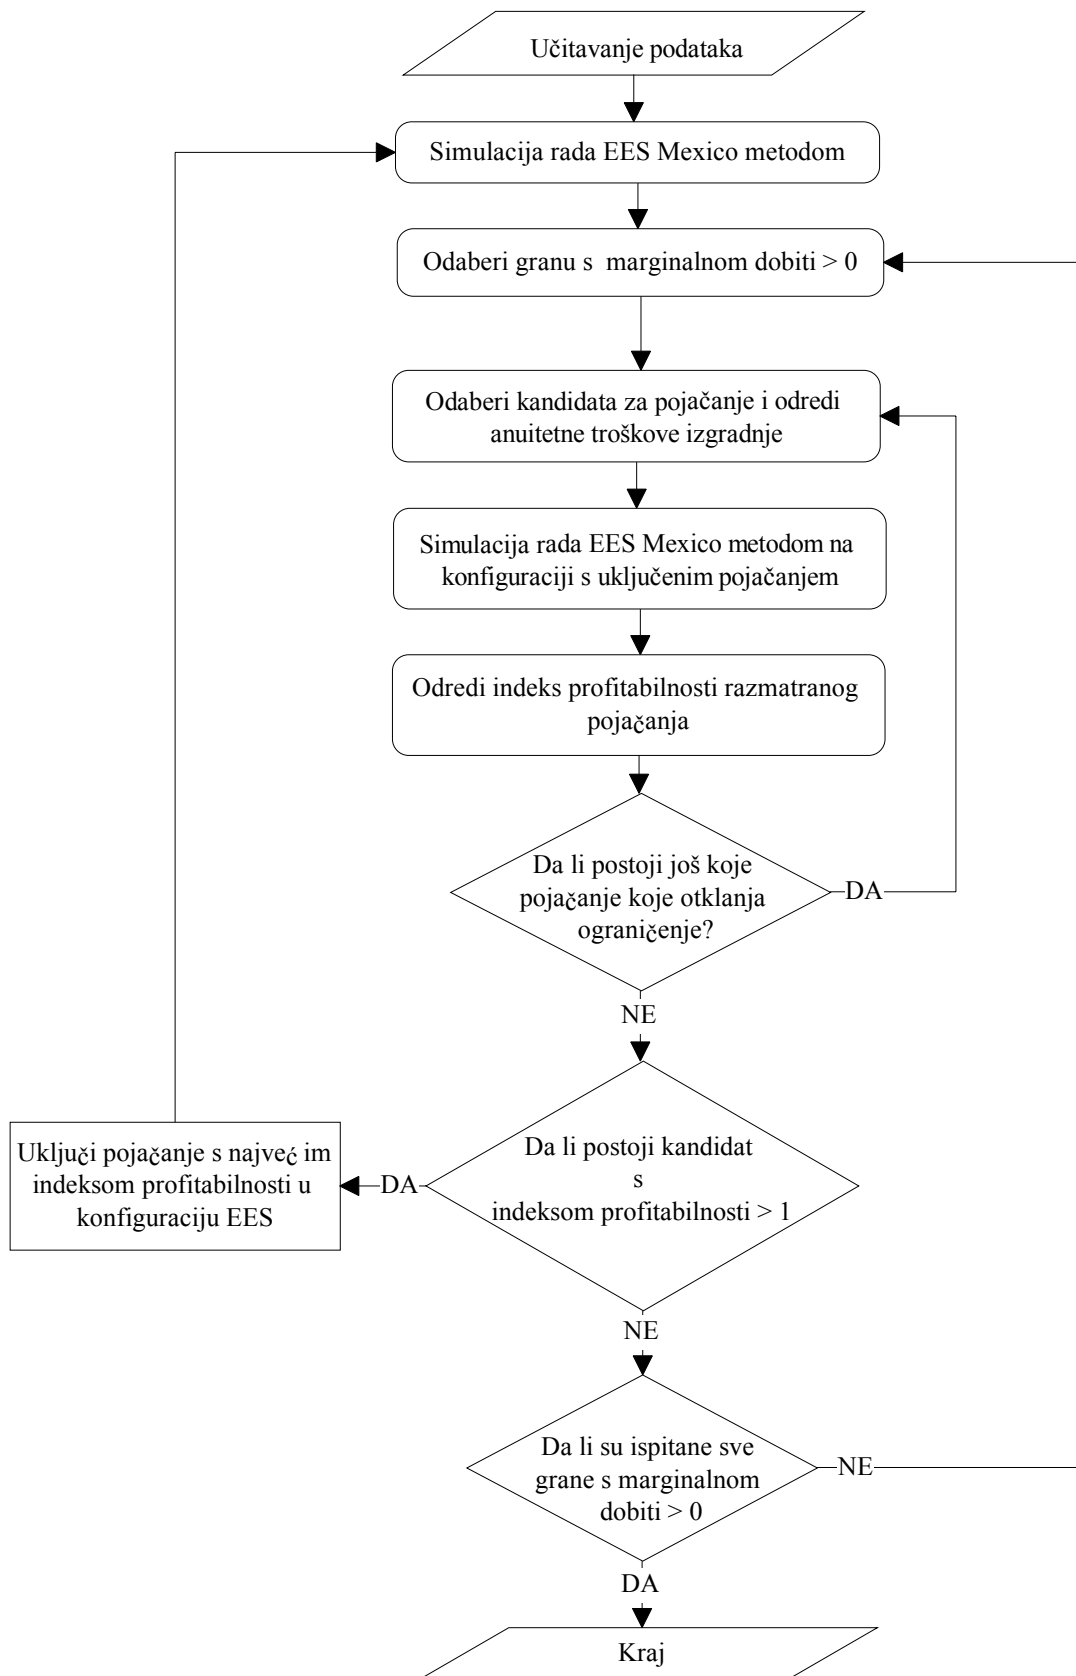 Učitavanje podataka
Simulacija rada EES Mexico metodom
Odaberi granu s marginalnom dobiti > 0
Odaberi kandidata za pojačanje i odredi
anuitetne troškove izgradnje
Simulacija rada EES Mexico metodom na
konfiguraciji s uključenim pojačanjem
Odredi indeks profitabilnosti razmatranog
pojačanja
Da li postoji još koje
pojačanje koje otklanja
ograničenje?
DA
NE
Da li postoji kandidat
s
indeksom profitabilnosti > 1
DA
Uključi pojačanje s najveć im
indeksom profitabilnosti u
konfiguraciju EES
NE
Da li su ispitane sve
grane s marginalnom
dobiti > 0
NE
DA
Kraj